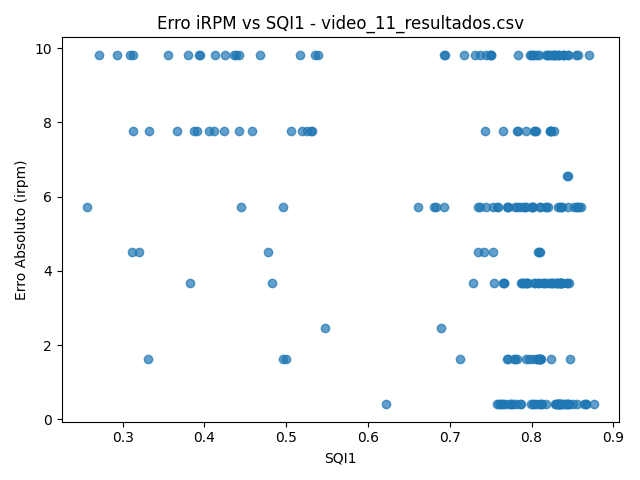 Erro iRPM vs SQI1 - video_11_resultados.csv
Erro Absoluto (irpm)
10
8
6
4
2
0
0.3 0.4 0.5 0.6 0.7 0.8 0.9
SQI1